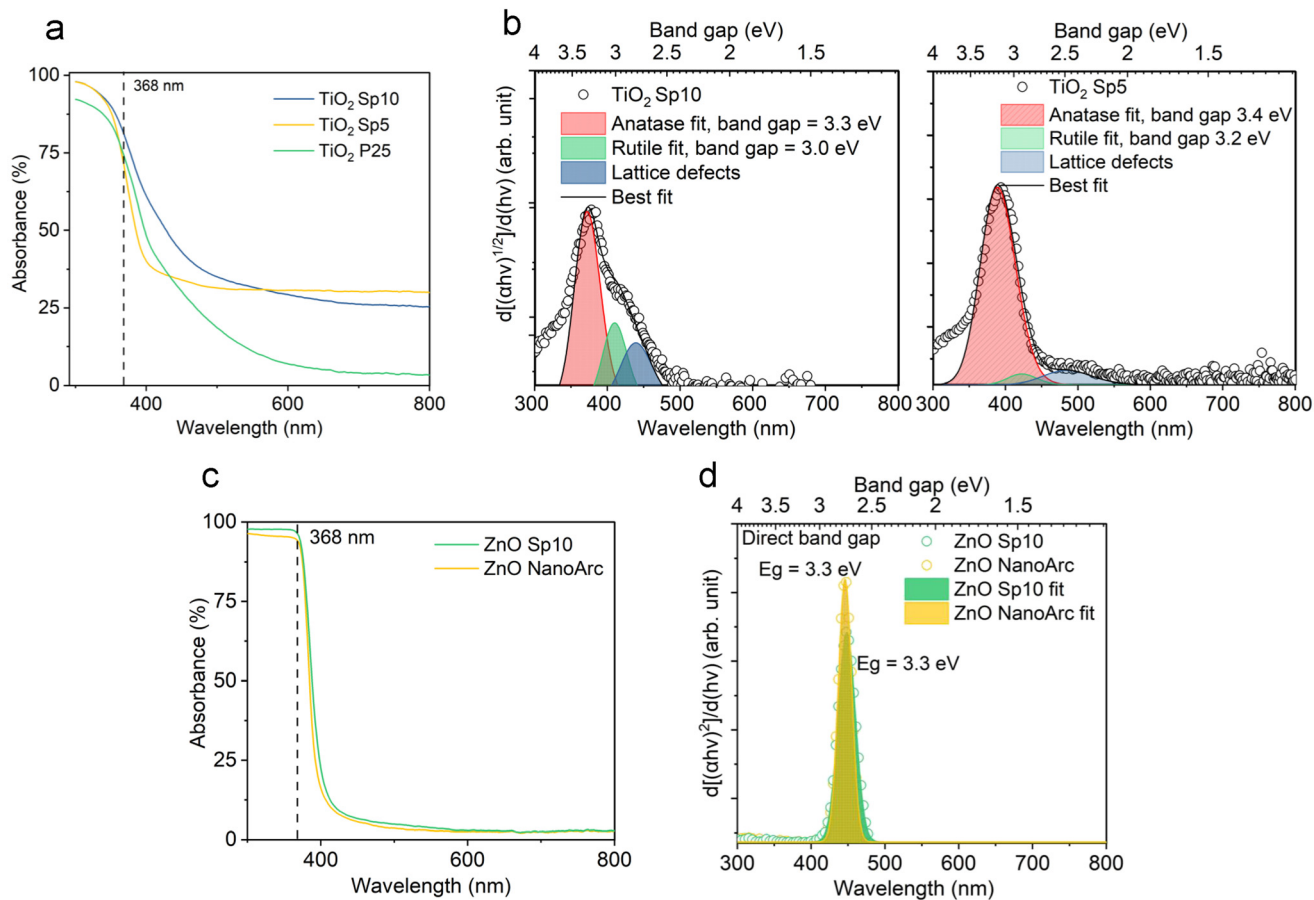 a
100
75
50
25
0
Absorbance (%)
368 nm
TiO₂ Sp10
TiO₂ Sp5
TiO₂ P25
400
600
800
Wavelength (nm)
b
Band gap (eV)
4
3.5
3
2.5
2
1.5
d[(αhv)^1/2]/d(hv) (arb. unit)
TiO₂ Sp10
Anatase fit, band gap = 3.3 eV
Rutile fit, band gap = 3.0 eV
Lattice defects
Best fit
300
400
500
600
700
800
Wavelength (nm)
Band gap (eV)
4
3.5
3
2.5
2
1.5
TiO₂ Sp5
Anatase fit, band gap 3.4 eV
Rutile fit, band gap 3.2 eV
Lattice defects
Best fit
300
400
500
600
700
800
Wavelength (nm)
c
100
75
50
25
0
Absorbance (%)
368 nm
ZnO Sp10
ZnO NanoArc
400
600
800
Wavelength (nm)
d
Band gap (eV)
4
3.5
3
2.5
2
1.5
d[(αhv)²]/d(hv) (arb. unit)
Direct band gap
Eg = 3.3 eV
Eg = 3.3 eV
ZnO Sp10
ZnO NanoArc
ZnO Sp10 fit
ZnO NanoArc fit
300
400
500
600
700
800
Wavelength (nm)